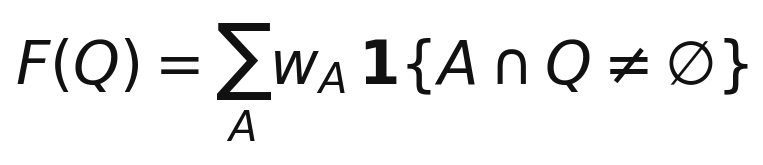 F(Q) = ∑_A w_A 𝟏{A ∩ Q ≠ ∅}